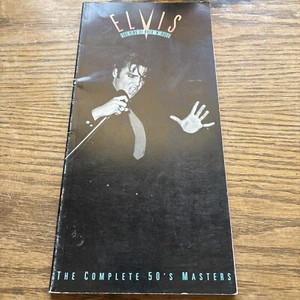 ELVIS
THE KING OF ROCK 'N' ROLL
THE COMPLETE 50'S MASTERS